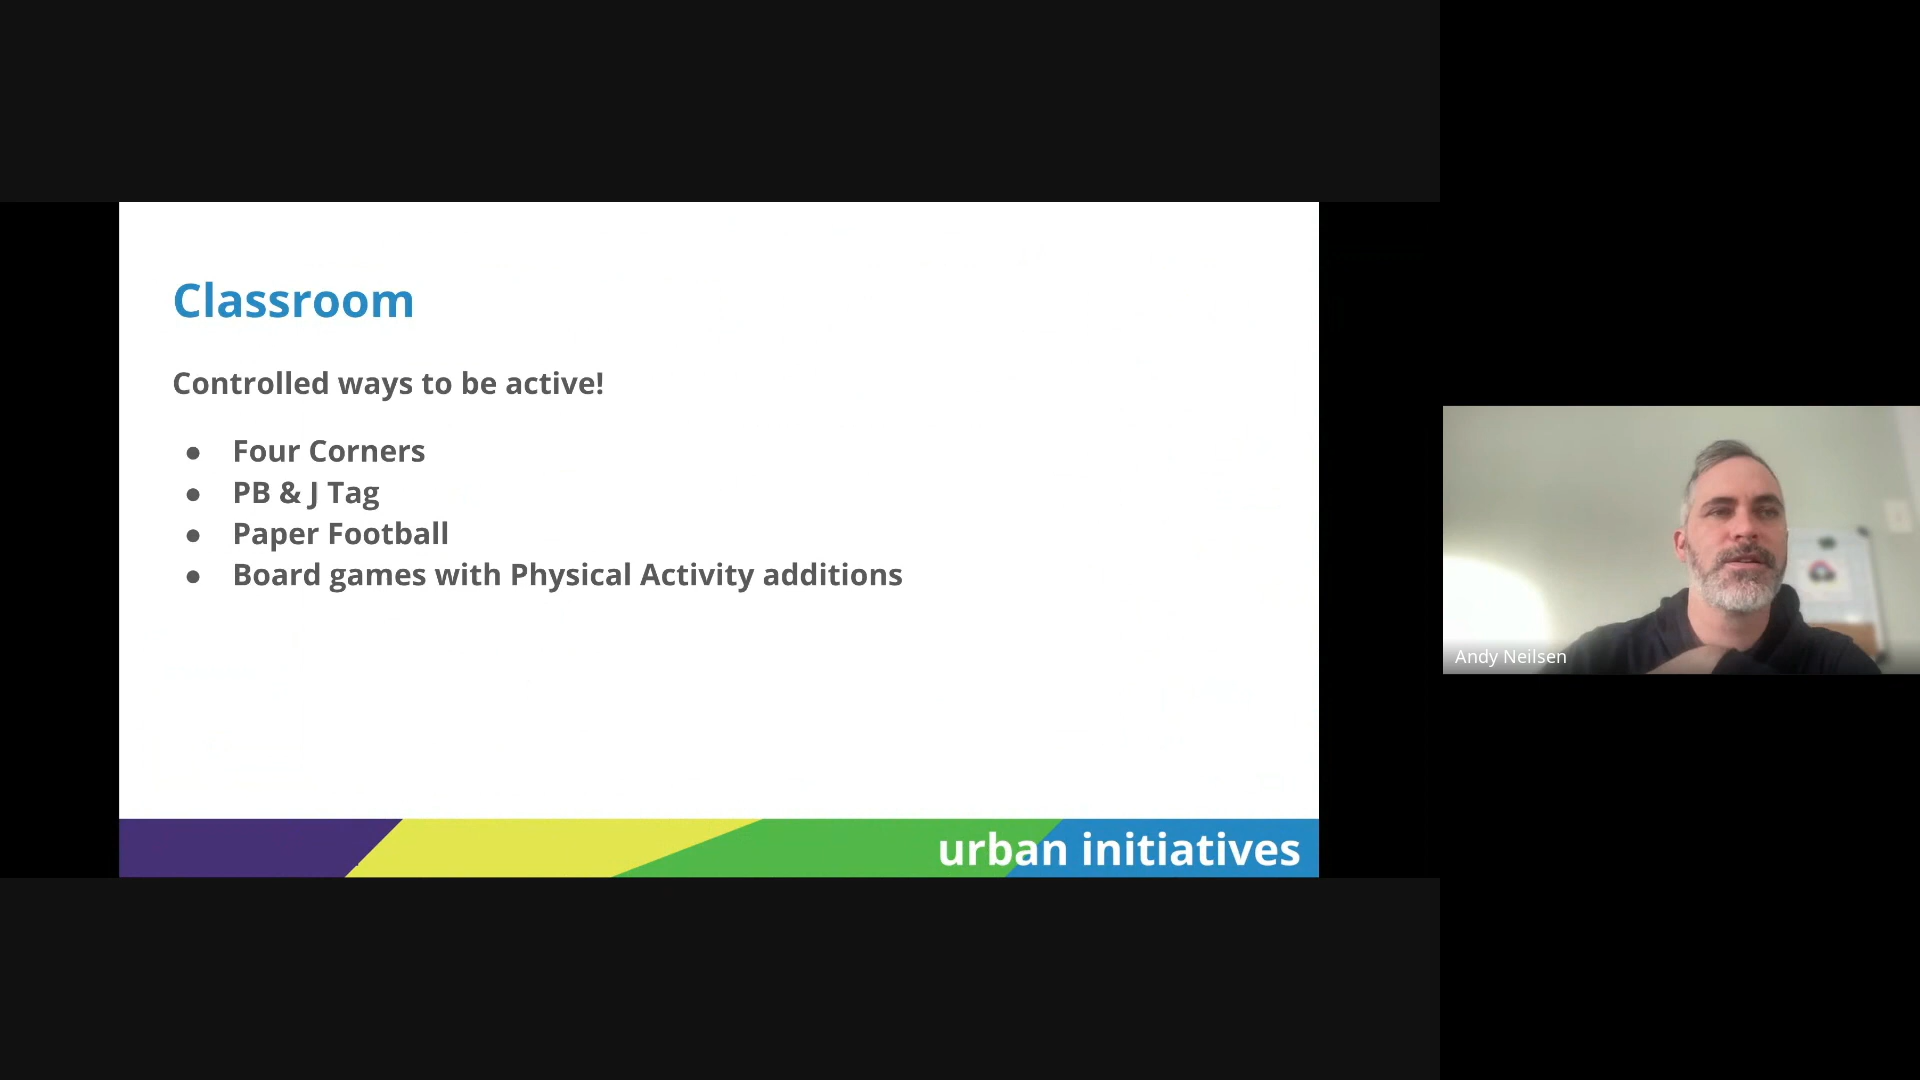 Classroom
Controlled ways to be active!
● Four Corners
● PB & J Tag
● Paper Football
● Board games with Physical Activity additions
urban initiatives
Andy Neilsen